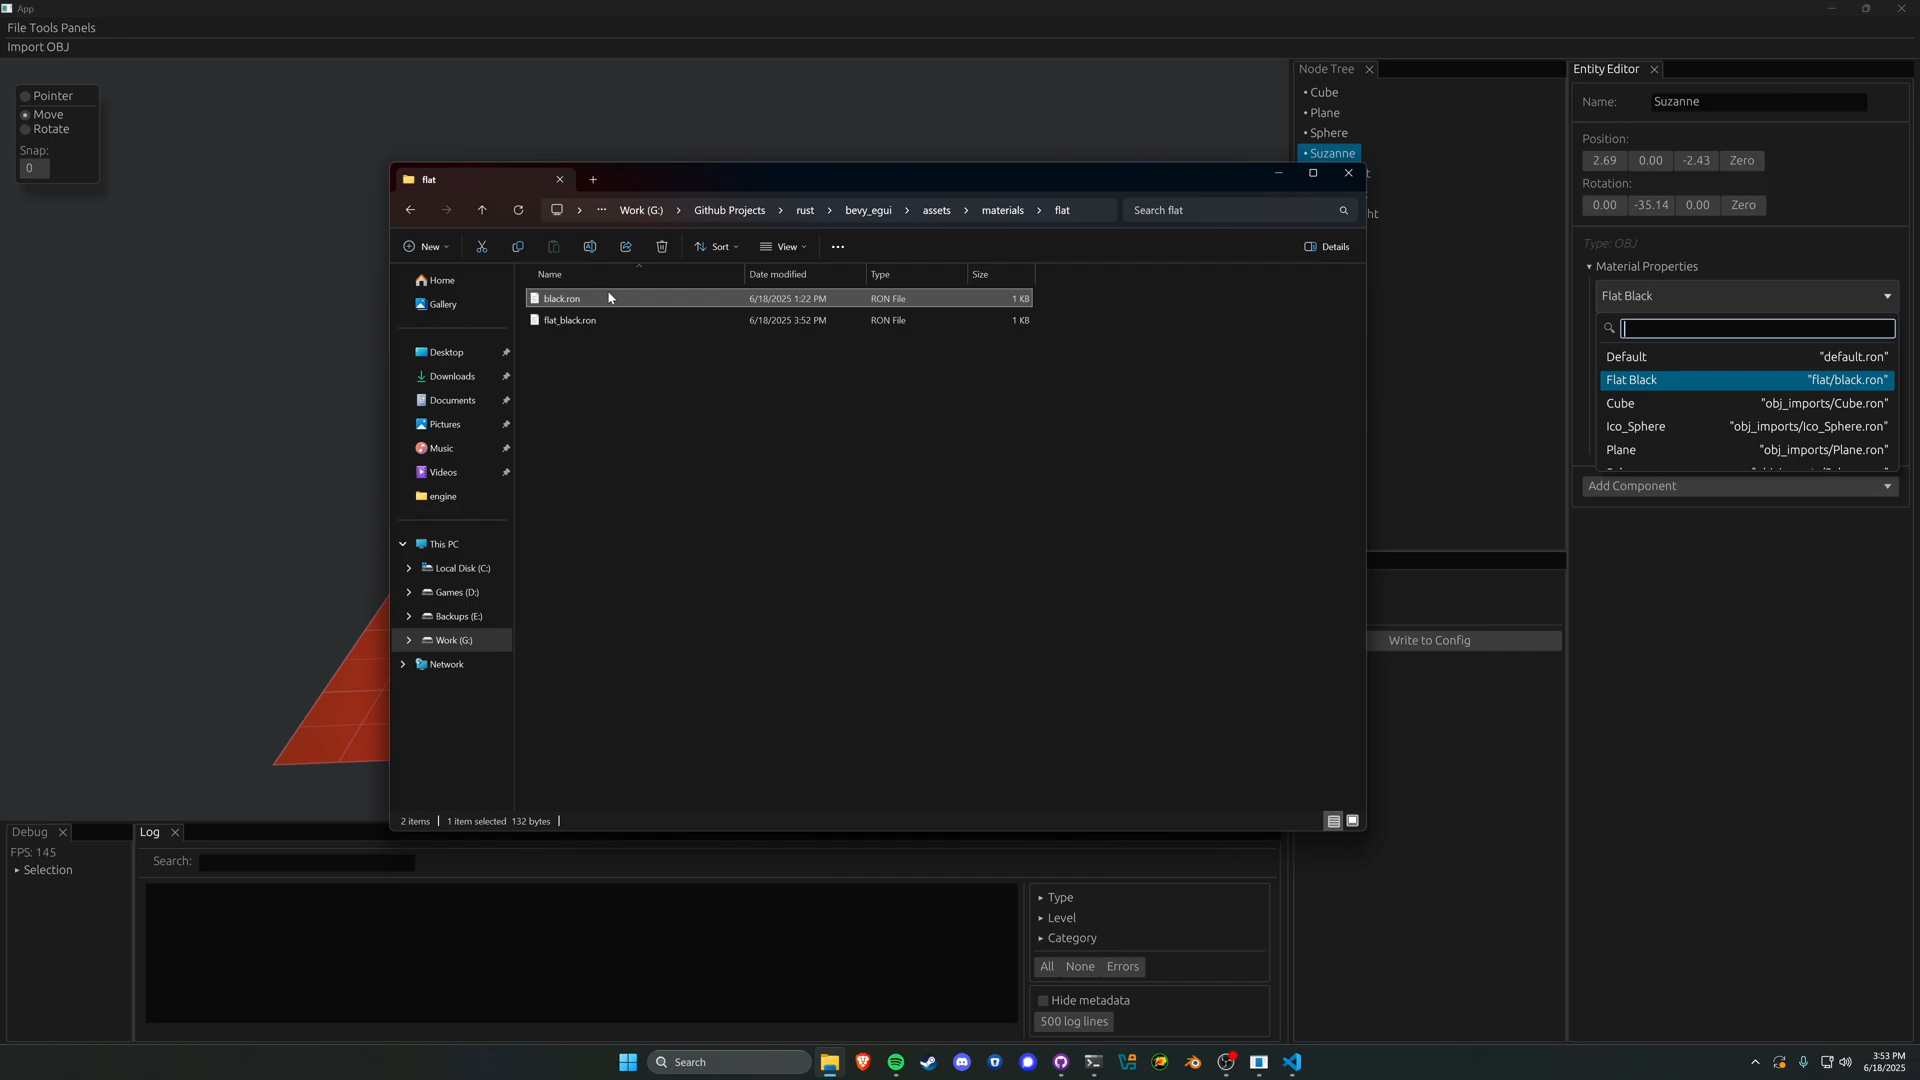 App
File Tools Panels
Import OBJ
Pointer
Move
Rotate
Snap:
0
Node Tree
Cube
Plane
Sphere
Suzanne
Entity Editor
Name: Suzanne
Position:
2.69 0.00 -2.43 Zero
Rotation:
0.00 -35.14 0.00 Zero
Type: OBJ
Material Properties
Flat Black
Default "default.ron"
Flat Black "flat/black.ron"
Cube "obj_imports/Cube.ron"
Ico_Sphere "obj_imports/Ico_Sphere.ron"
Plane "obj_imports/Plane.ron"
Add Component
Write to Config
flat
Work (G:) Github Projects rust bevy_egui assets materials flat
Search flat
New Sort View Details
Name Date modified Type Size
black.ron 6/18/2025 1:22 PM RON File 1 KB
flat_black.ron 6/18/2025 3:52 PM RON File 1 KB
Home
Gallery
Desktop
Downloads
Documents
Pictures
Music
Videos
engine
This PC
Local Disk (C:)
Games (D:)
Backups (E:)
Work (G:)
Network
2 items 1 item selected 132 bytes
Debug
FPS: 145
Selection
Log
Search:
Type
Level
Category
All None Errors
Hide metadata
500 log lines
Search
3:53 PM
6/18/2025